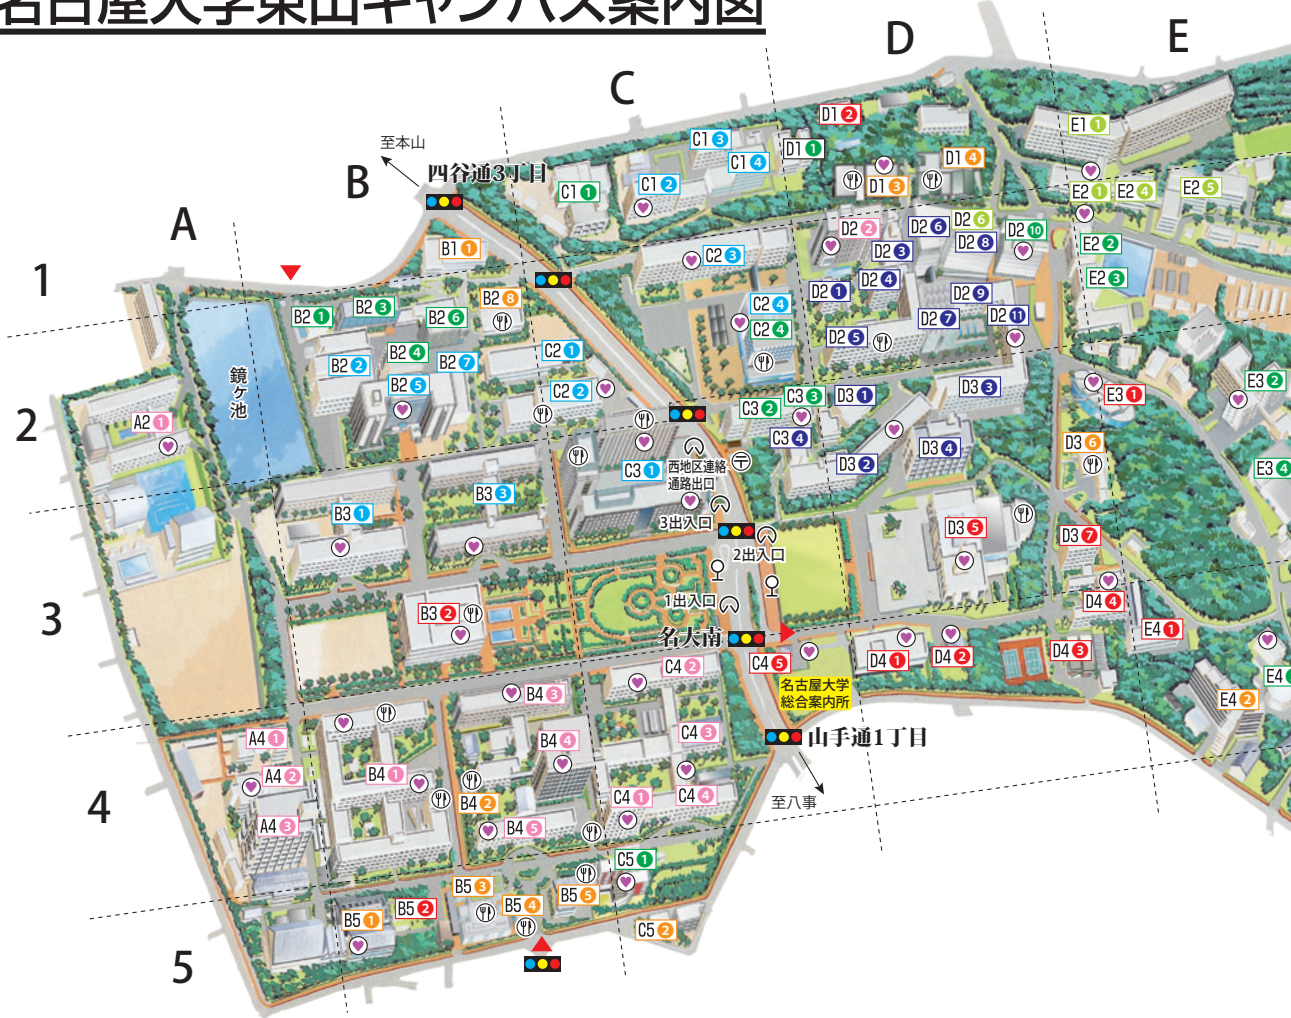 名古屋大学東山キャンパス案内図
D
E
C
B
A
1
2
3
4
5
至本山
四谷通3丁目
鏡ヶ池
D1 2
E1 1
C1 3
C1 4
D1 1
D1 4
D1 3
C1 1
C1 2
E2 1
E2 4
E2 5
B1 1
D2 2
D2 6
D2 6
D2 10
D2 3
D2 8
E2 2
C2 3
D2 4
E2 3
B2 1
B2 3
B2 8
D2 1
D2 9
C2 4
B2 6
D2 7
D2 11
C2 4
D2 5
B2 2
B2 4
B2 7
C2 1
B2 5
C2 2
C3 3
D3 1
D3 3
E3 1
E3 2
A2 1
C3 2
C3 4
D3 4
D3 6
C3 1
D3 2
E3 4
西地区連絡
通路出口
B3 1
B3 3
3出入口
D3 5
D3 7
2出入口
1出入口
B3 2
D4 4
名大南
E4 1
C4 2
C4 5
D4 1
D4 2
D4 3
E4
名古屋大学
総合案内所
B4 3
E4 2
A4 1
B4 4
C4 3
山手通1丁目
A4 2
B4 1
B4 2
C4 1
C4 4
至八事
A4 3
B4 5
C5 1
B5 3
B5 5
B5 1
B5 2
B5 4
C5 2